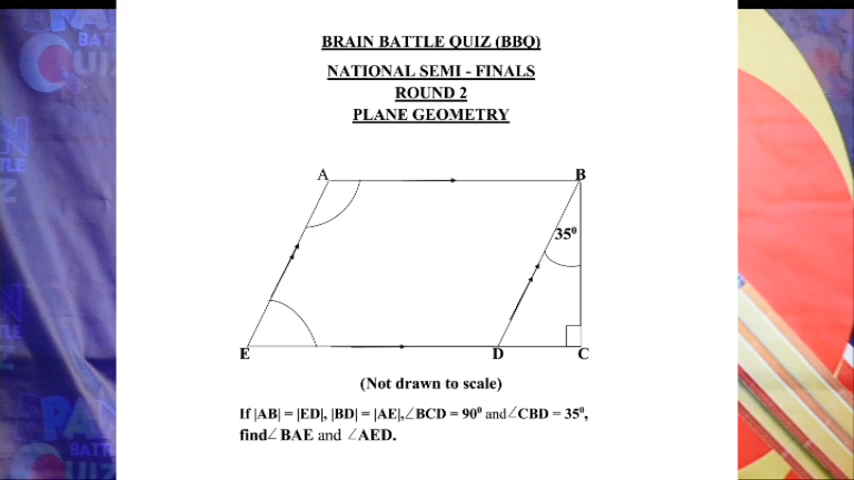 BRAIN BATTLE QUIZ (BBQ)
NATIONAL SEMI - FINALS
ROUND 2
PLANE GEOMETRY
A
B
35⁰
E
D
C
(Not drawn to scale)
If |AB| = |ED|, |BD| = |AE|,∠BCD = 90⁰ and∠CBD = 35⁰,
find∠ BAE and ∠AED.